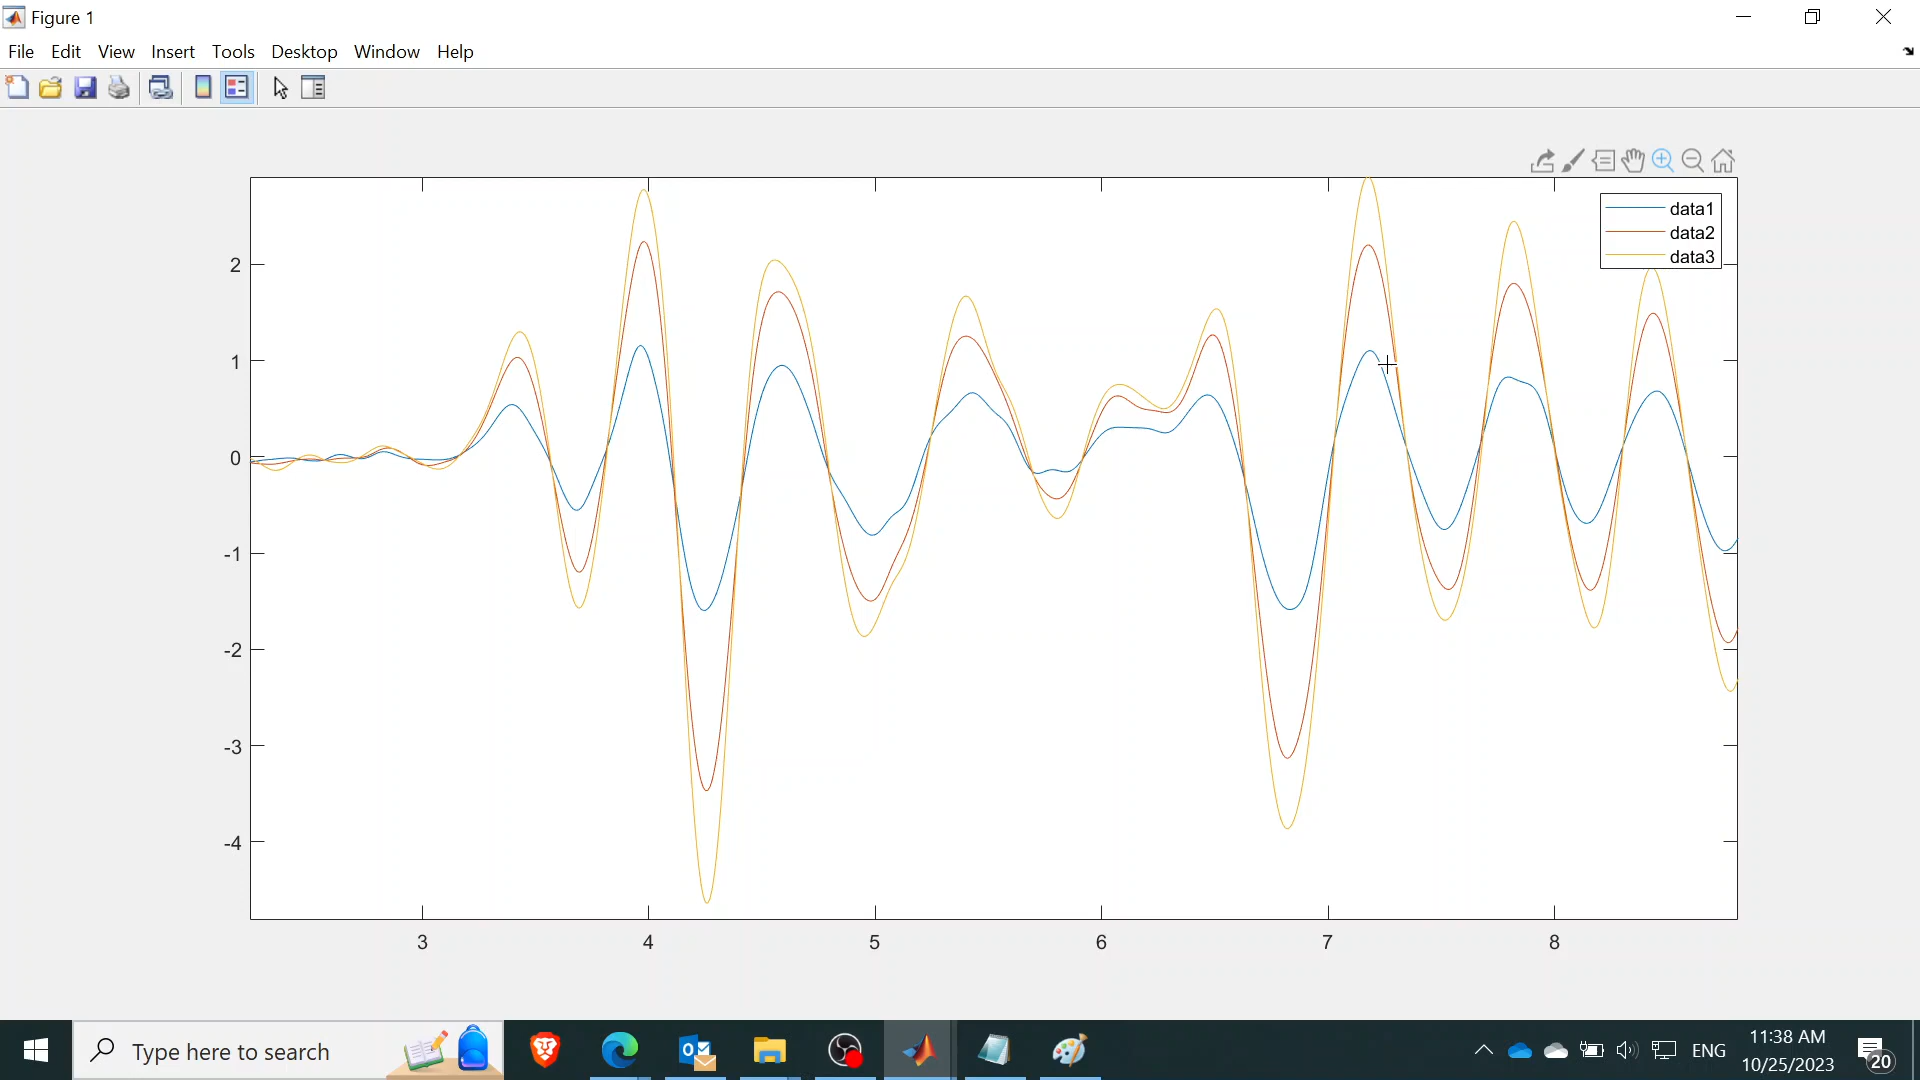 Figure 1
File Edit View Insert Tools Desktop Window Help
data1
data2
data3
2
1
0
-1
-2
-3
-4
3 4 5 6 7 8
Type here to search
ENG
11:38 AM
10/25/2023
20